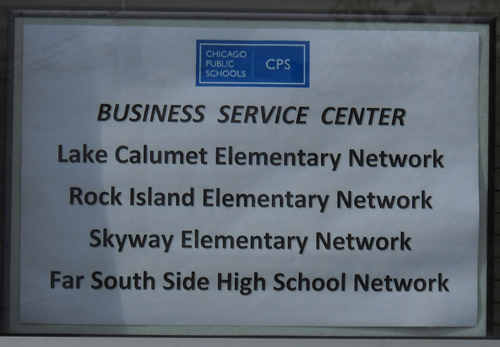 CHICAGO
PUBLIC
SCHOOLS
CPS
BUSINESS SERVICE CENTER
Lake Calumet Elementary Network
Rock Island Elementary Network
Skyway Elementary Network
Far South Side High School Network